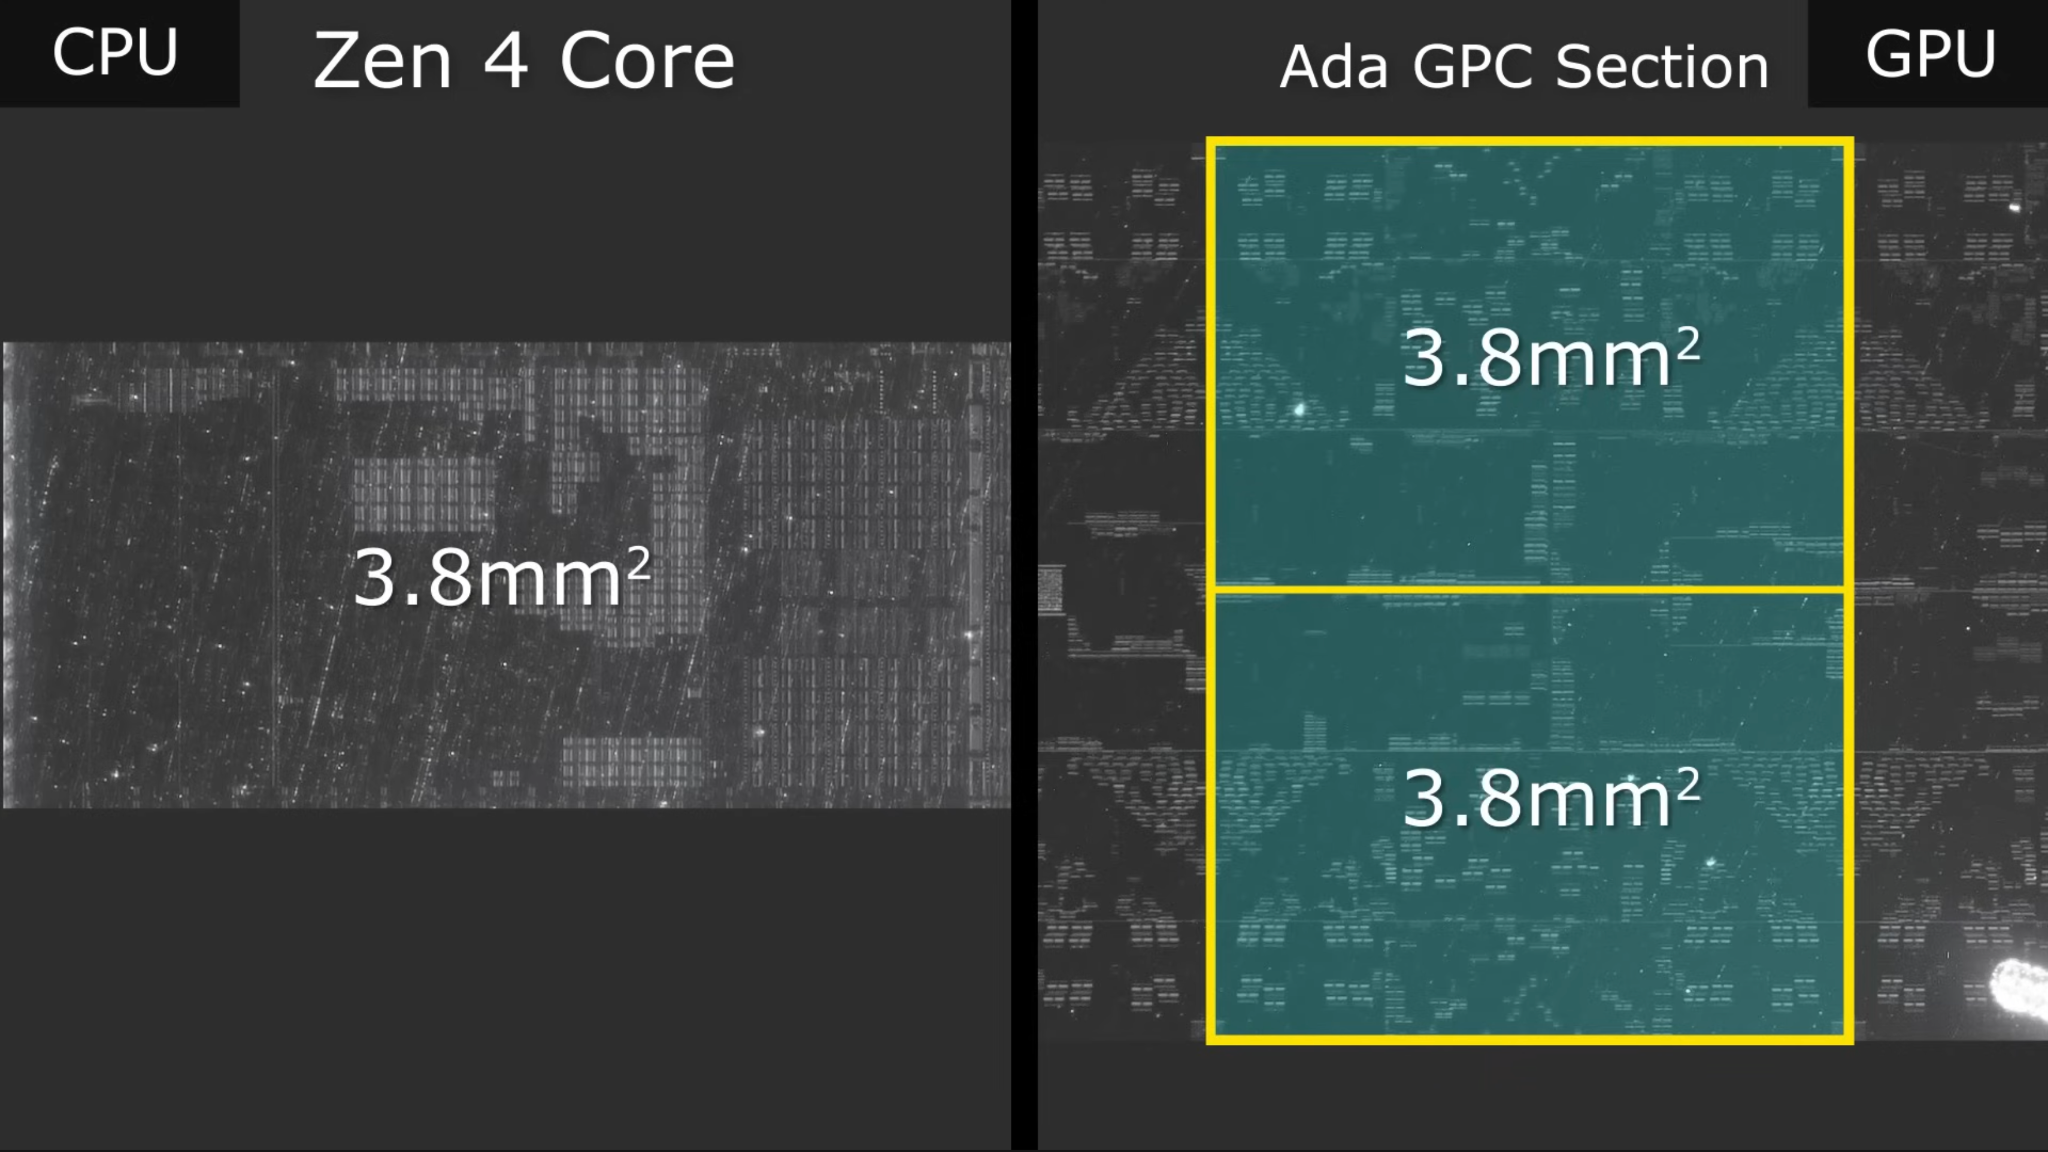 CPU
Zen 4 Core
3.8mm²
Ada GPC Section
GPU
3.8mm²
3.8mm²